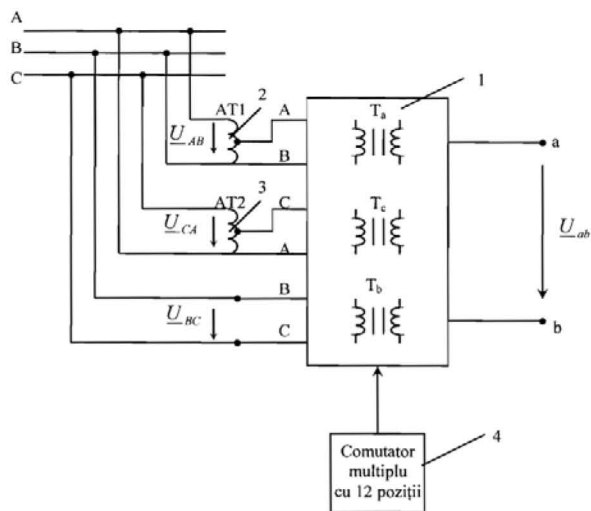 A
B
C
AT1
2
A
1
U_AB
B
T_a
a
AT2
3
C
U_CA
A
T_c
U_ab
B
T_b
U_BC
C
b
Comutator
multiplu
cu 12 poziții
4